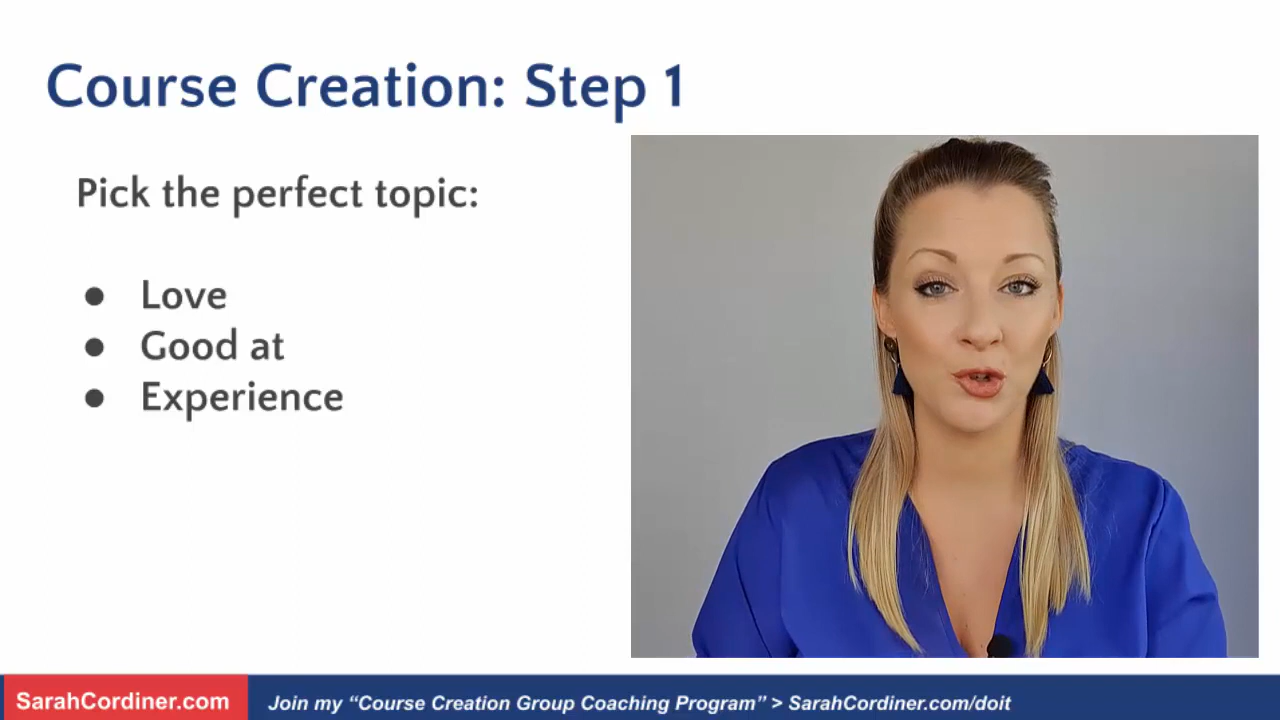 Course Creation: Step 1
Pick the perfect topic:
● Love
● Good at
● Experience
SarahCordiner.com
Join my “Course Creation Group Coaching Program” > SarahCordiner.com/doit